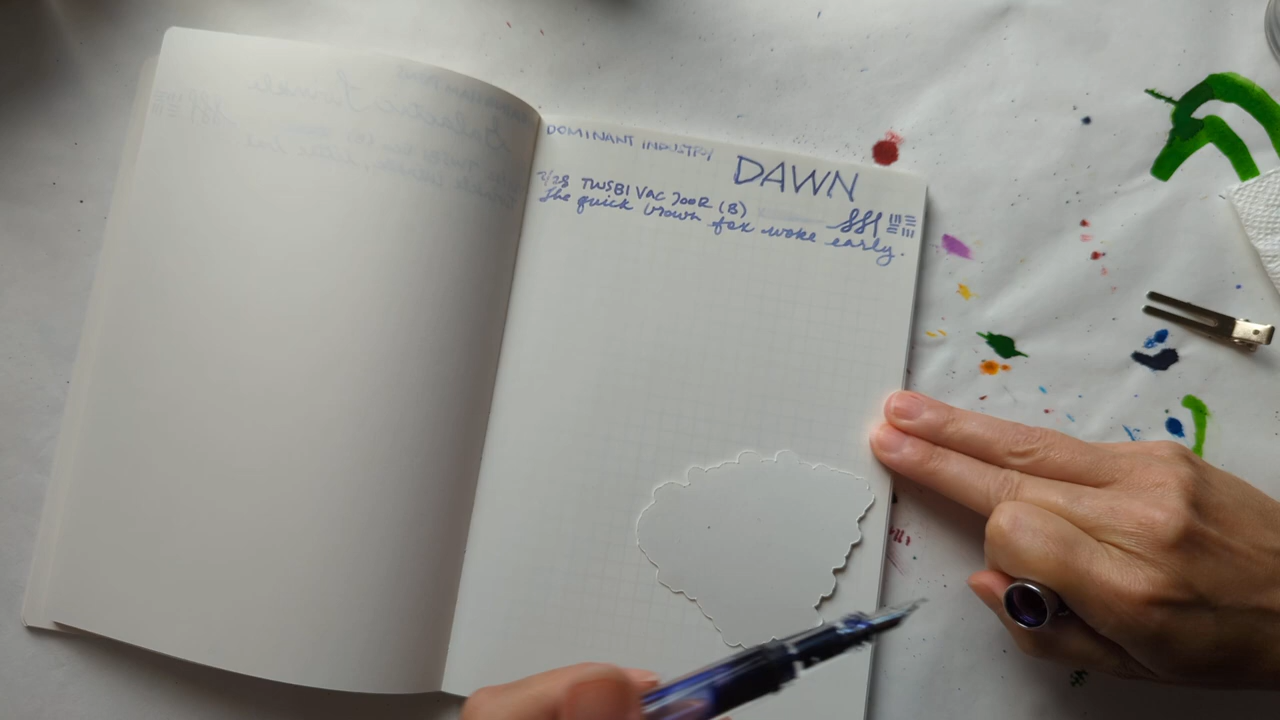 DOMINANT INDUSTRY
DAWN
2/28 TWSBI Vac 700R (B)
The quick brown fox woke early.